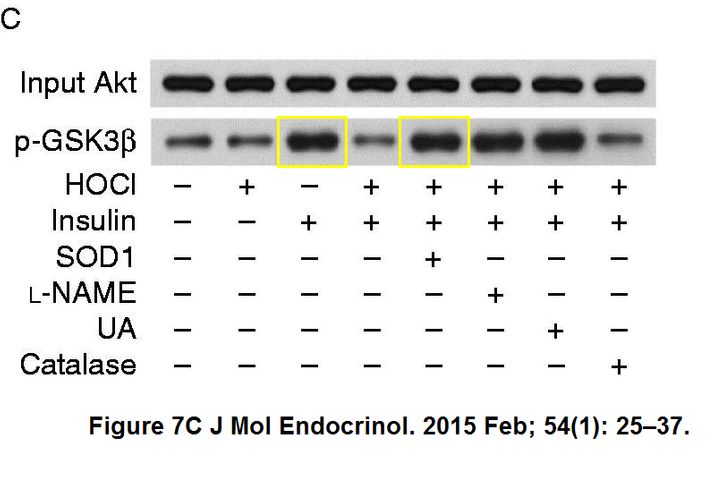 C
Input Akt
p-GSK3β
HOCl − + − + + + + +
Insulin − − + + + + + +
SOD1 − − − − + − − −
L-NAME − − − − − + − −
UA − − − − − − + −
Catalase − − − − − − − +
Figure 7C J Mol Endocrinol. 2015 Feb; 54(1): 25–37.